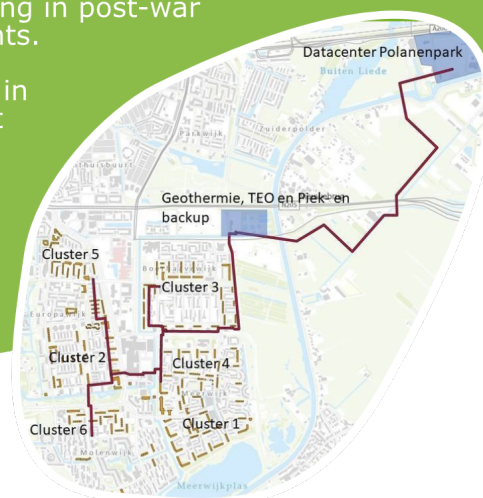 ng in post-war
nts.
in
t
Datacenter Polanenpark
Buiten Liede
Parkwijk
Zuiderpolder
Geothermie, TEO en Piek- en
backup
N205
Cluster 5
Cluster 3
Europawijk
Cluster 2
Cluster 4
Cluster 6
Cluster 1
Molenwijk
Meerwijkplas